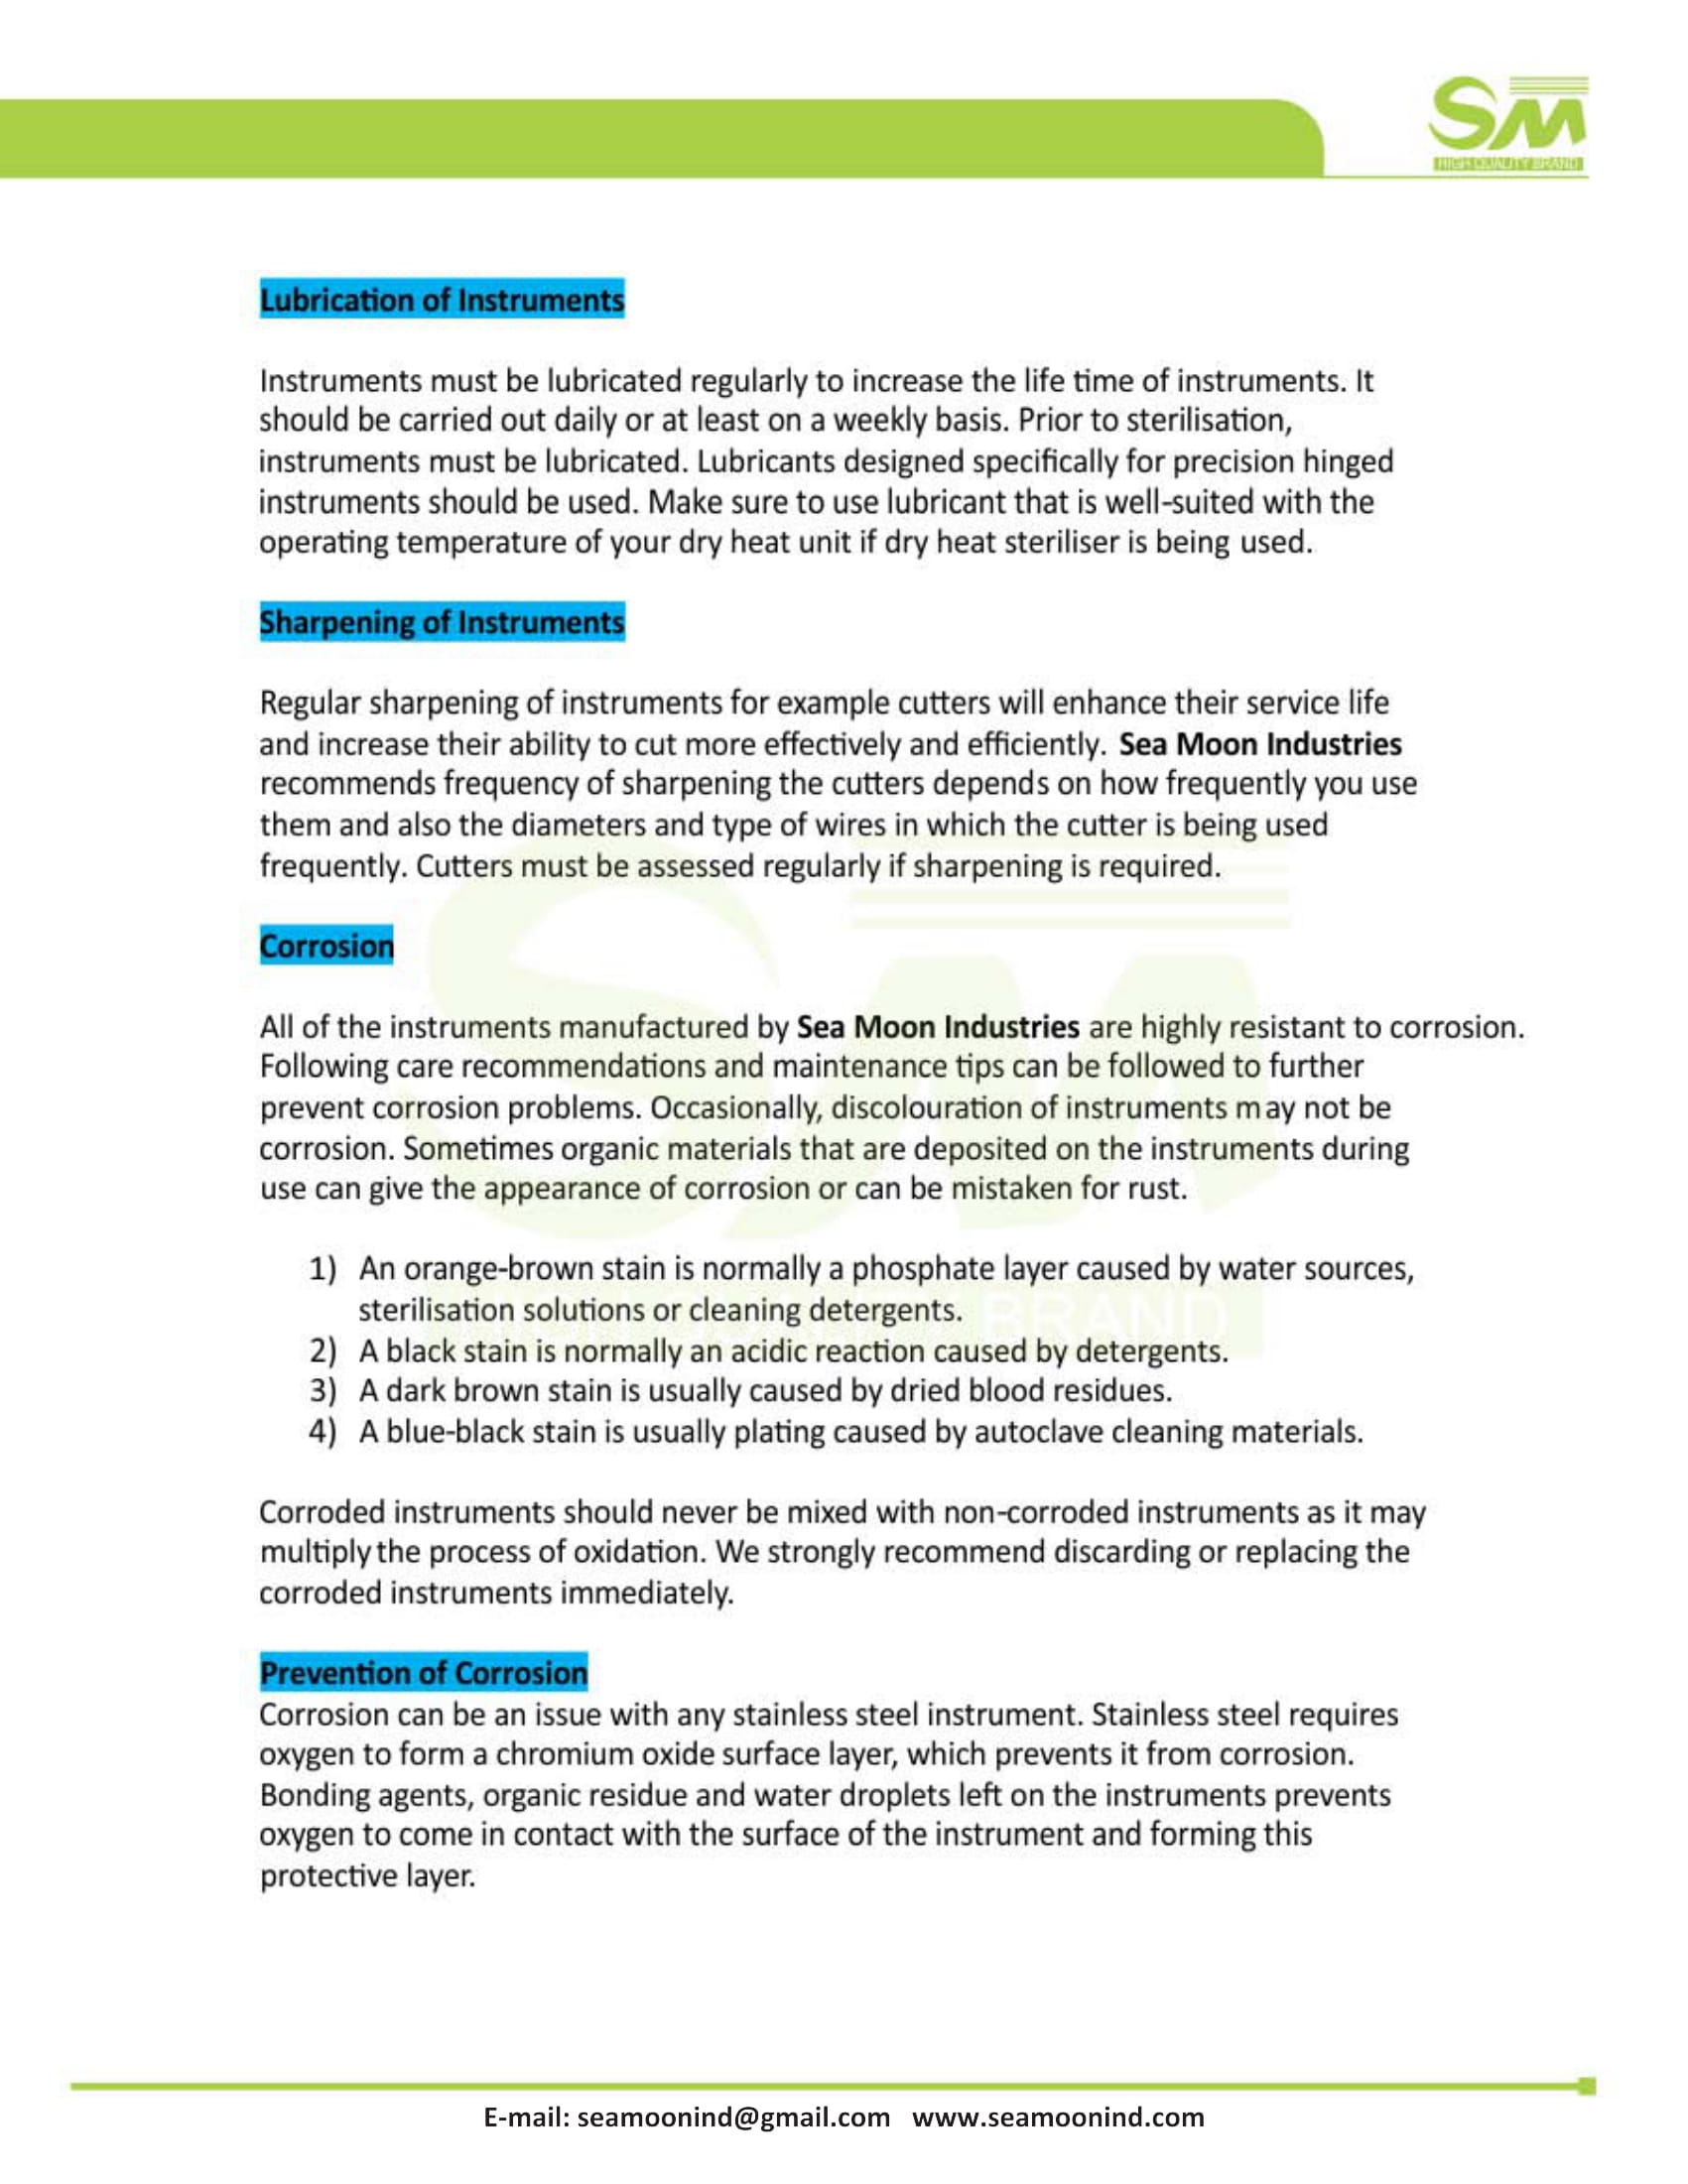 SM
HIGH QUALITY BRAND
Lubrication of Instruments
Instruments must be lubricated regularly to increase the life time of instruments. It
should be carried out daily or at least on a weekly basis. Prior to sterilisation,
instruments must be lubricated. Lubricants designed specifically for precision hinged
instruments should be used. Make sure to use lubricant that is well-suited with the
operating temperature of your dry heat unit if dry heat steriliser is being used.
Sharpening of Instruments
Regular sharpening of instruments for example cutters will enhance their service life
and increase their ability to cut more effectively and efficiently. Sea Moon Industries
recommends frequency of sharpening the cutters depends on how frequently you use
them and also the diameters and type of wires in which the cutter is being used
frequently. Cutters must be assessed regularly if sharpening is required.
Corrosion
All of the instruments manufactured by Sea Moon Industries are highly resistant to corrosion.
Following care recommendations and maintenance tips can be followed to further
prevent corrosion problems. Occasionally, discolouration of instruments may not be
corrosion. Sometimes organic materials that are deposited on the instruments during
use can give the appearance of corrosion or can be mistaken for rust.
1) An orange-brown stain is normally a phosphate layer caused by water sources,
sterilisation solutions or cleaning detergents.
2) A black stain is normally an acidic reaction caused by detergents.
3) A dark brown stain is usually caused by dried blood residues.
4) A blue-black stain is usually plating caused by autoclave cleaning materials.
Corroded instruments should never be mixed with non-corroded instruments as it may
multiply the process of oxidation. We strongly recommend discarding or replacing the
corroded instruments immediately.
Prevention of Corrosion
Corrosion can be an issue with any stainless steel instrument. Stainless steel requires
oxygen to form a chromium oxide surface layer, which prevents it from corrosion.
Bonding agents, organic residue and water droplets left on the instruments prevents
oxygen to come in contact with the surface of the instrument and forming this
protective layer.
E-mail: seamoonind@gmail.com www.seamoonind.com